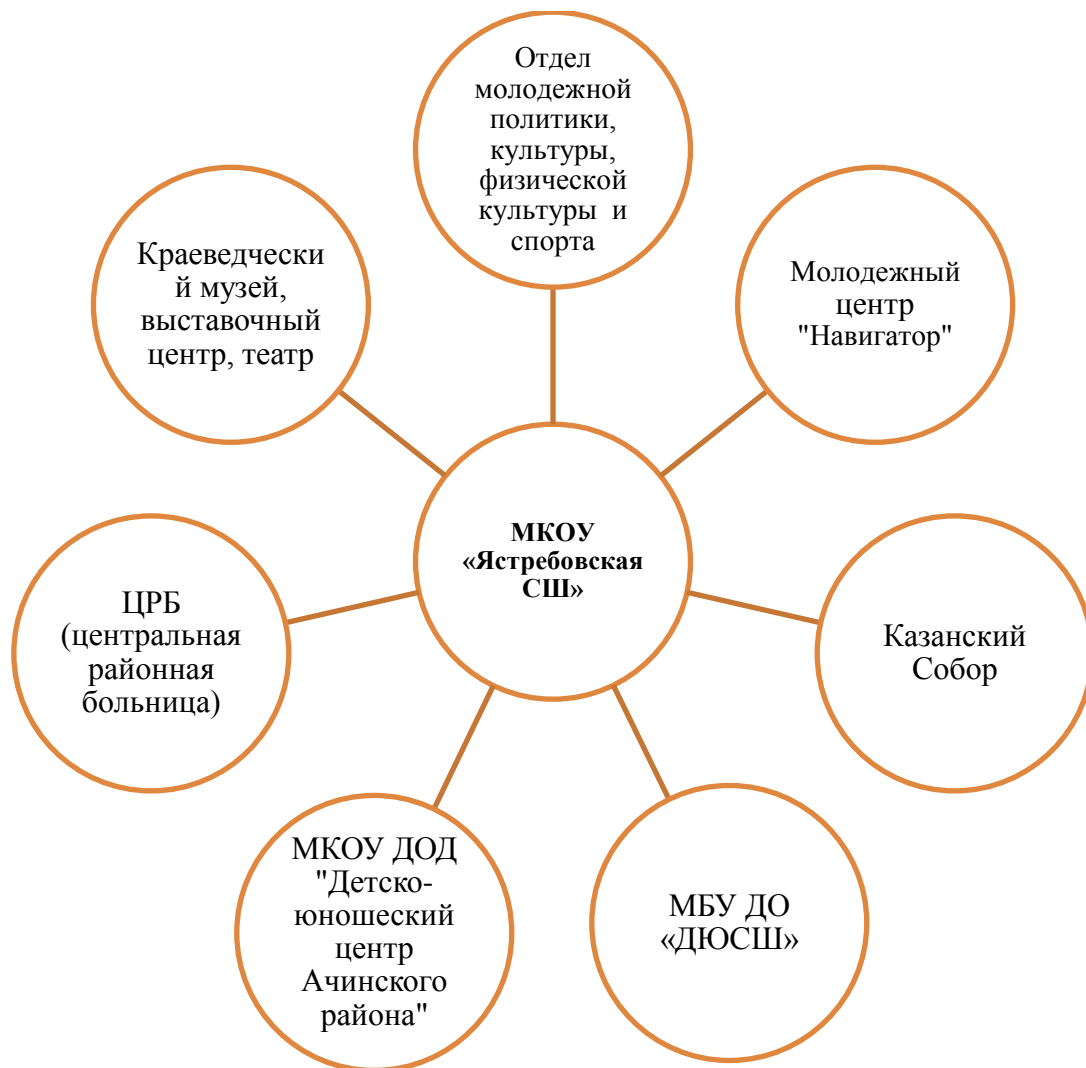 Отдел
молодежной
политики,
культуры,
физической
культуры и
спорта
Молодежный
центр
"Навигатор"
Казанский
Собор
МБУ ДО
«ДЮСШ»
МКОУ ДОД
"Детско-
юношеский
центр
Ачинского
района"
ЦРБ
(центральная
районная
больница)
Краеведчески
й музей,
выставочный
центр, театр
МКОУ
«Ястребовская
СШ»